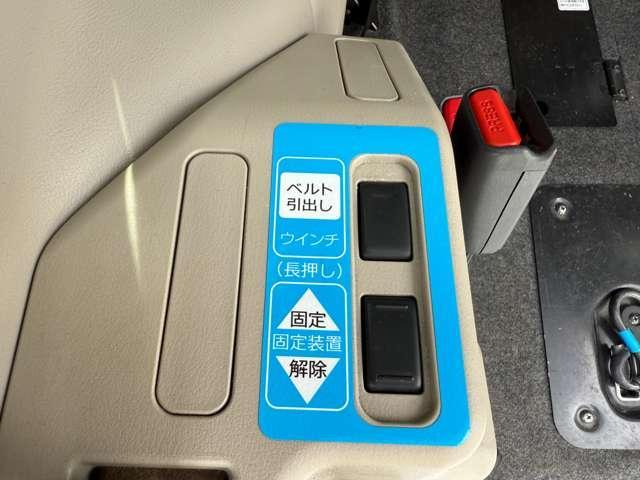 ベルト
引出し
ウインチ
(長押し)
固定
固定装置
解除
PRESS